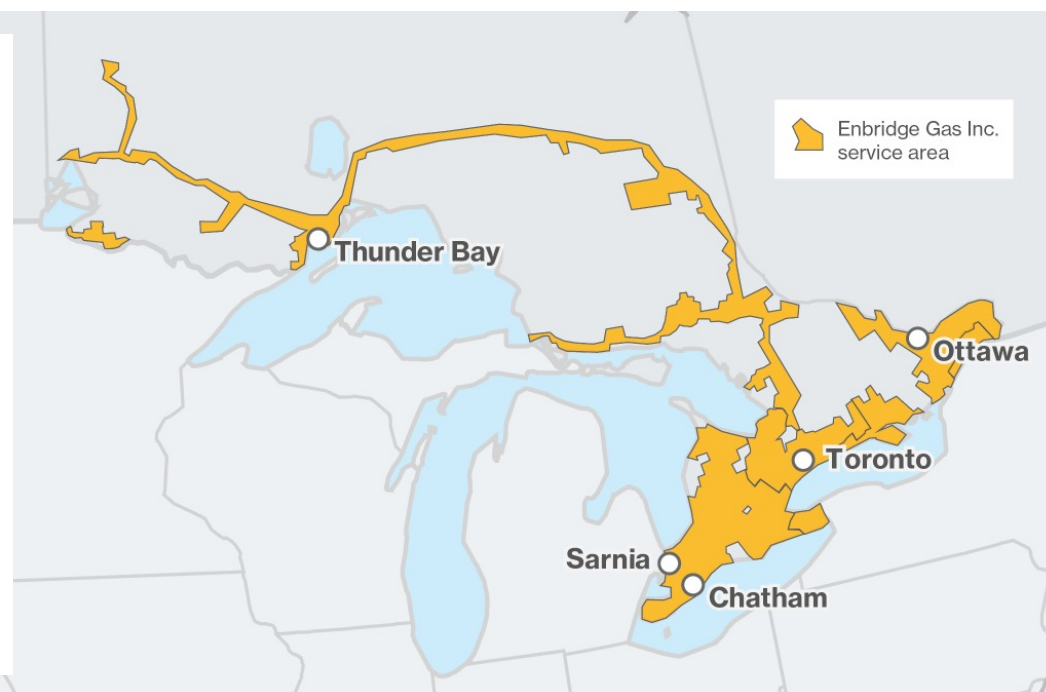 Enbridge Gas Inc.
service area
Thunder Bay
Ottawa
Toronto
Sarnia
Chatham